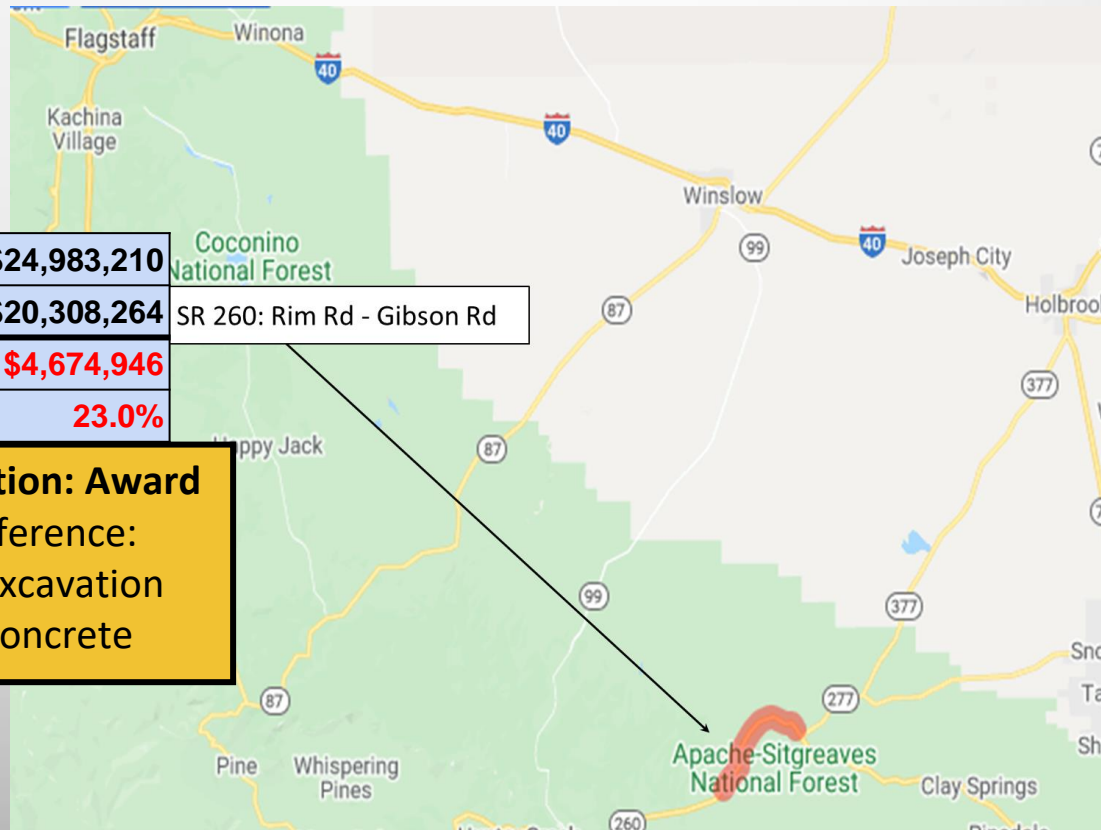 Flagstaff
Winona
40
Kachina
Village
40
Winslow
99
40
Joseph City
Coconino
National Forest
$24,983,210
$20,308,264
SR 260: Rim Rd - Gibson Rd
87
Holbrook
$4,674,946
23.0%
377
Happy Jack
87
tion: Award
ference:
xcavation
oncrete
99
377
87
277
Pine
Whispering
Pines
Apache-Sitgreaves
National Forest
Clay Springs
260